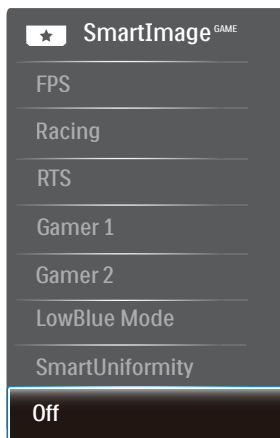 SmartImage GAME
FPS
Racing
RTS
Gamer 1
Gamer 2
LowBlue Mode
SmartUniformity
Off